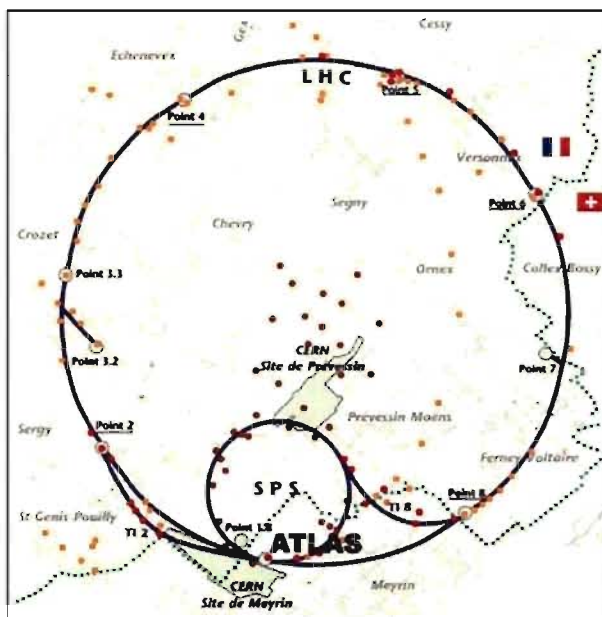 Cessy
Echenevex
LHC
Point 5
Point 4
Versonnex
Point 6
Segny
Chevry
Crozet
Ornex
Collex Bossy
Point 3.3
CERN
Site de Prévessin
Point 3.2
Point 7
Prévessin Moens
Point 2
Sergy
Ferney Voltaire
SPS
TI 8
Point 8
St Genis Pouilly
TI 2
Point 1.8
ATLAS
CERN
Site de Meyrin
Meyrin